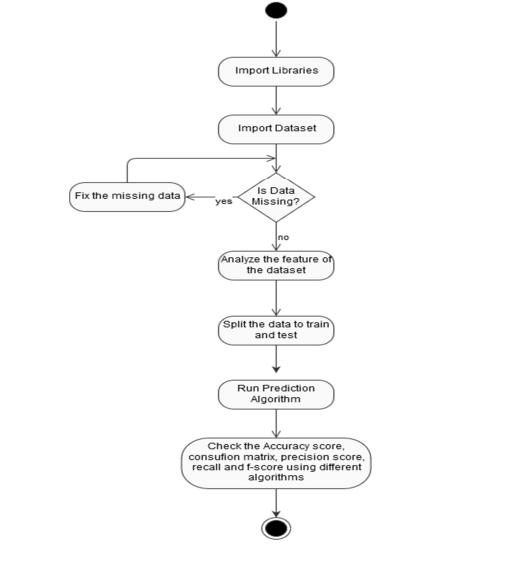 Import Libraries
Import Dataset
Is Data
Missing?
yes
Fix the missing data
no
Analyze the feature of
the dataset
Split the data to train
and test
Run Prediction
Algorithm
Check the Accuracy score,
consufion matrix, precision score,
recall and f-score using different
algorithms